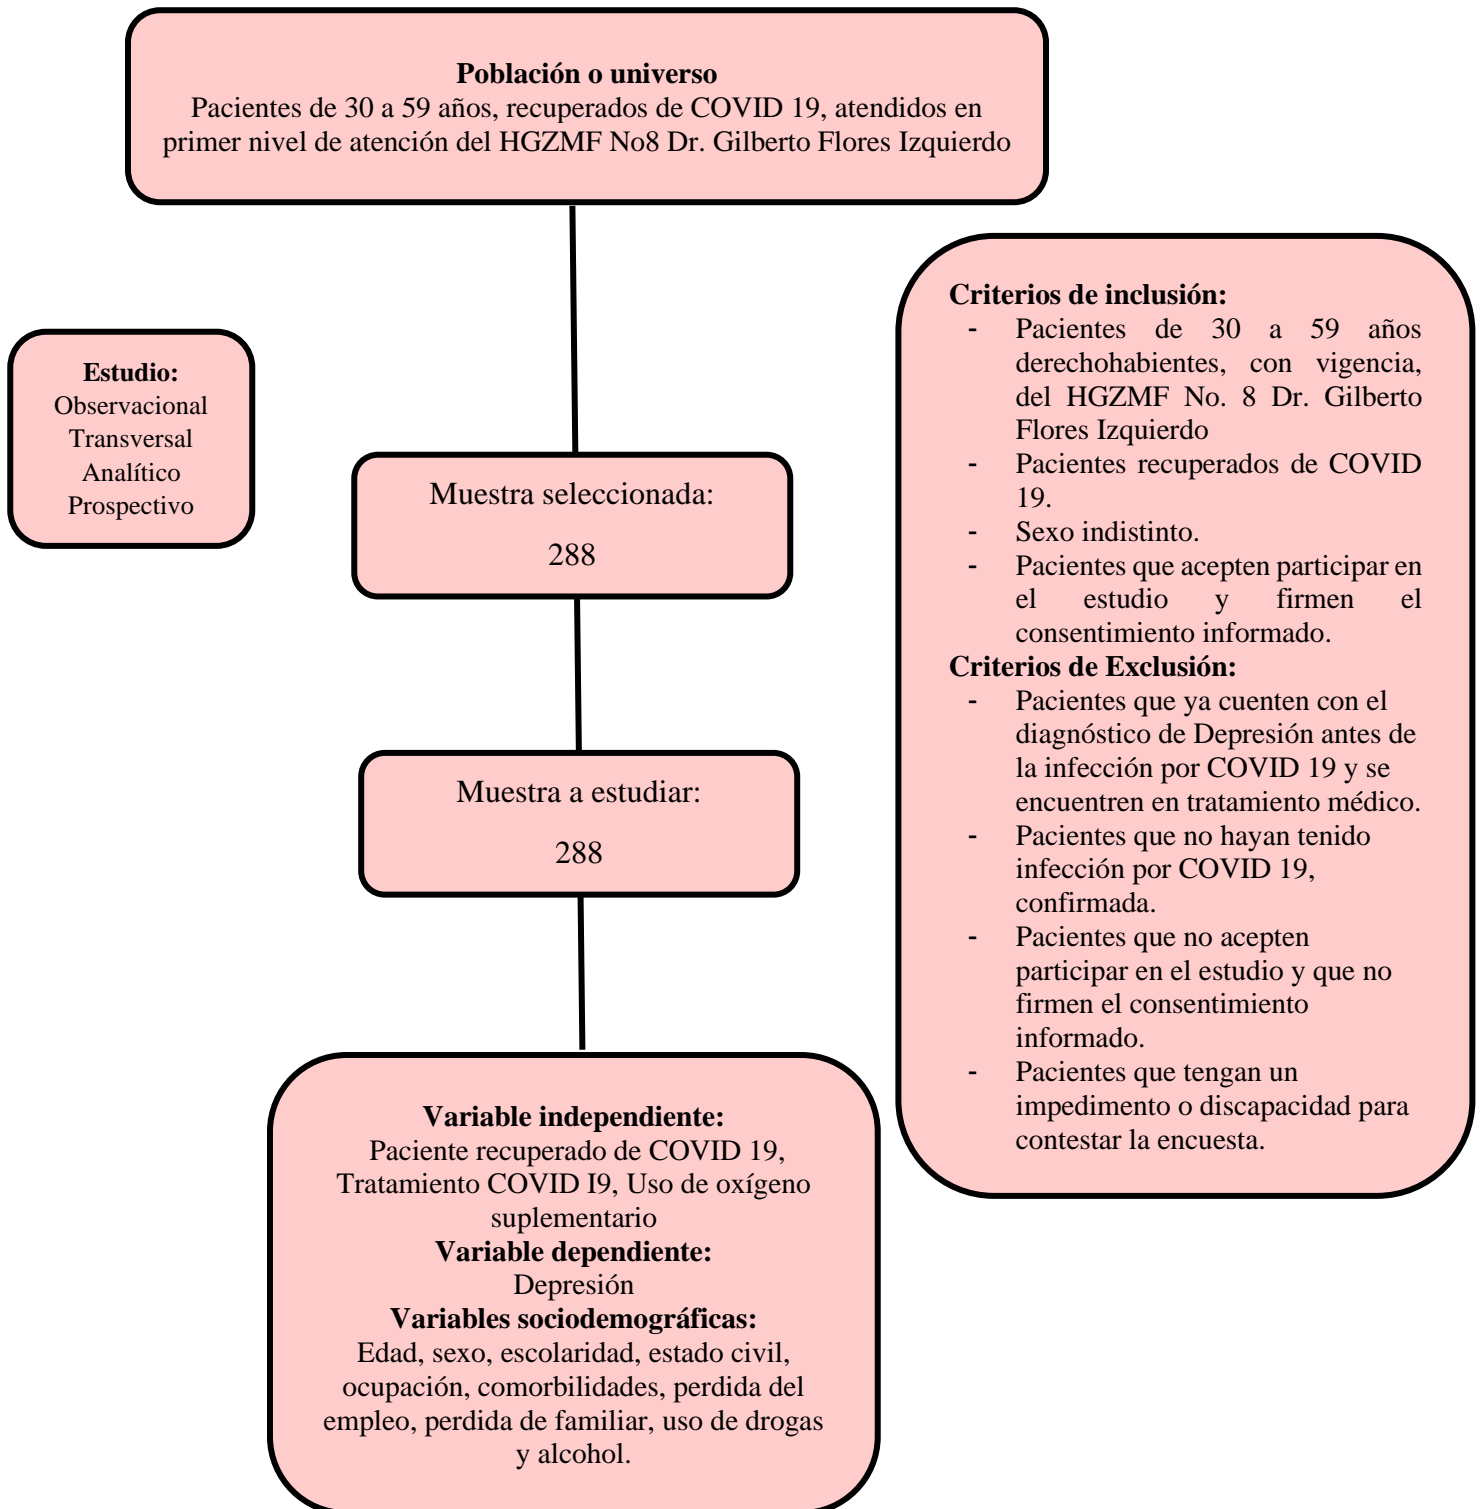 Población o universo
Pacientes de 30 a 59 años, recuperados de COVID 19, atendidos en
primer nivel de atención del HGZMF No8 Dr. Gilberto Flores Izquierdo
Estudio:
Observacional
Transversal
Analítico
Prospectivo
Muestra seleccionada:
288
Muestra a estudiar:
288
Variable independiente:
Paciente recuperado de COVID 19,
Tratamiento COVID I9, Uso de oxígeno
suplementario
Variable dependiente:
Depresión
Variables sociodemográficas:
Edad, sexo, escolaridad, estado civil,
ocupación, comorbilidades, perdida del
empleo, perdida de familiar, uso de drogas
y alcohol.
Criterios de inclusión:
- Pacientes de 30 a 59 años
derechohabientes, con vigencia,
del HGZMF No. 8 Dr. Gilberto
Flores Izquierdo
- Pacientes recuperados de COVID
19.
- Sexo indistinto.
- Pacientes que acepten participar en
el estudio y firmen el
consentimiento informado.
Criterios de Exclusión:
- Pacientes que ya cuenten con el
diagnóstico de Depresión antes de
la infección por COVID 19 y se
encuentren en tratamiento médico.
- Pacientes que no hayan tenido
infección por COVID 19,
confirmada.
- Pacientes que no acepten
participar en el estudio y que no
firmen el consentimiento
informado.
- Pacientes que tengan un
impedimento o discapacidad para
contestar la encuesta.